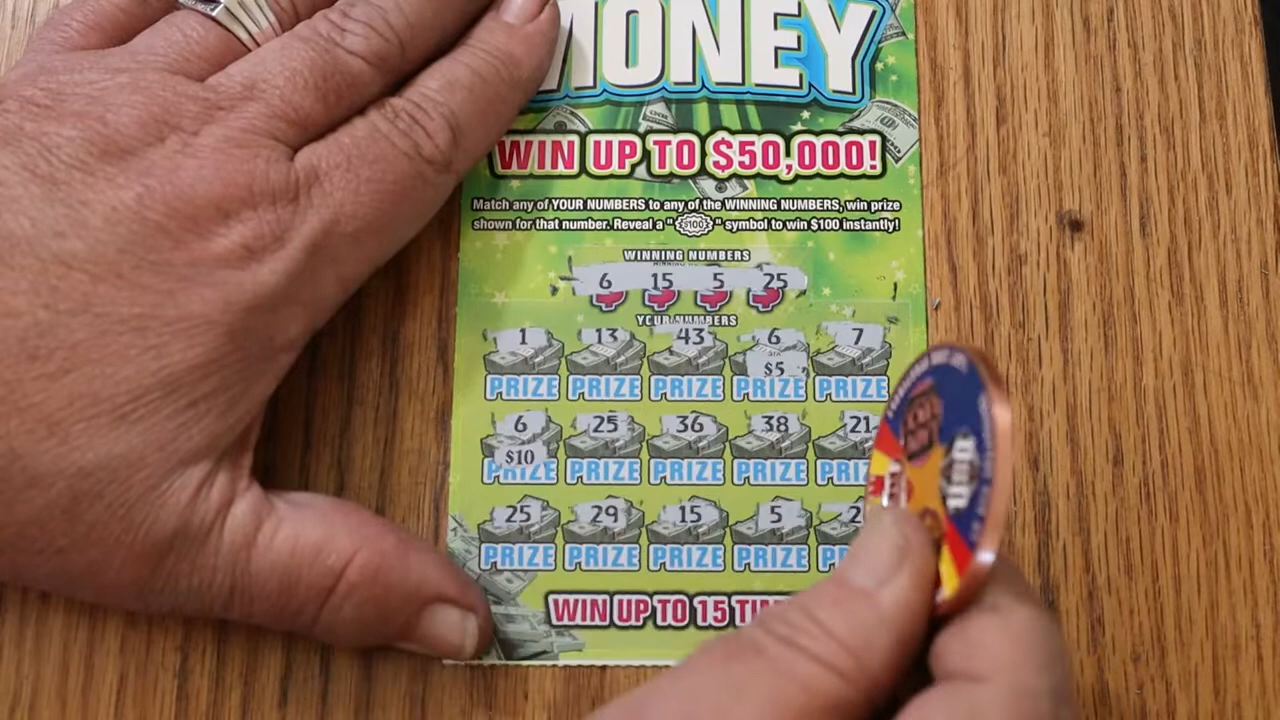 MONEY
WIN UP TO $50,000!
Match any of YOUR NUMBERS to any of the WINNING NUMBERS, win prize
shown for that number. Reveal a " $100 " symbol to win $100 instantly!
WINNING NUMBERS
6 15 5 25
YOUR NUMBERS
1 13 43 6 7
$5
PRIZE PRIZE PRIZE PRIZE PRIZE
6 25 36 38 21
$10
PRIZE PRIZE PRIZE PRIZE
25 29 15 5
PRIZE PRIZE PRIZE PRIZE
WIN UP TO 15